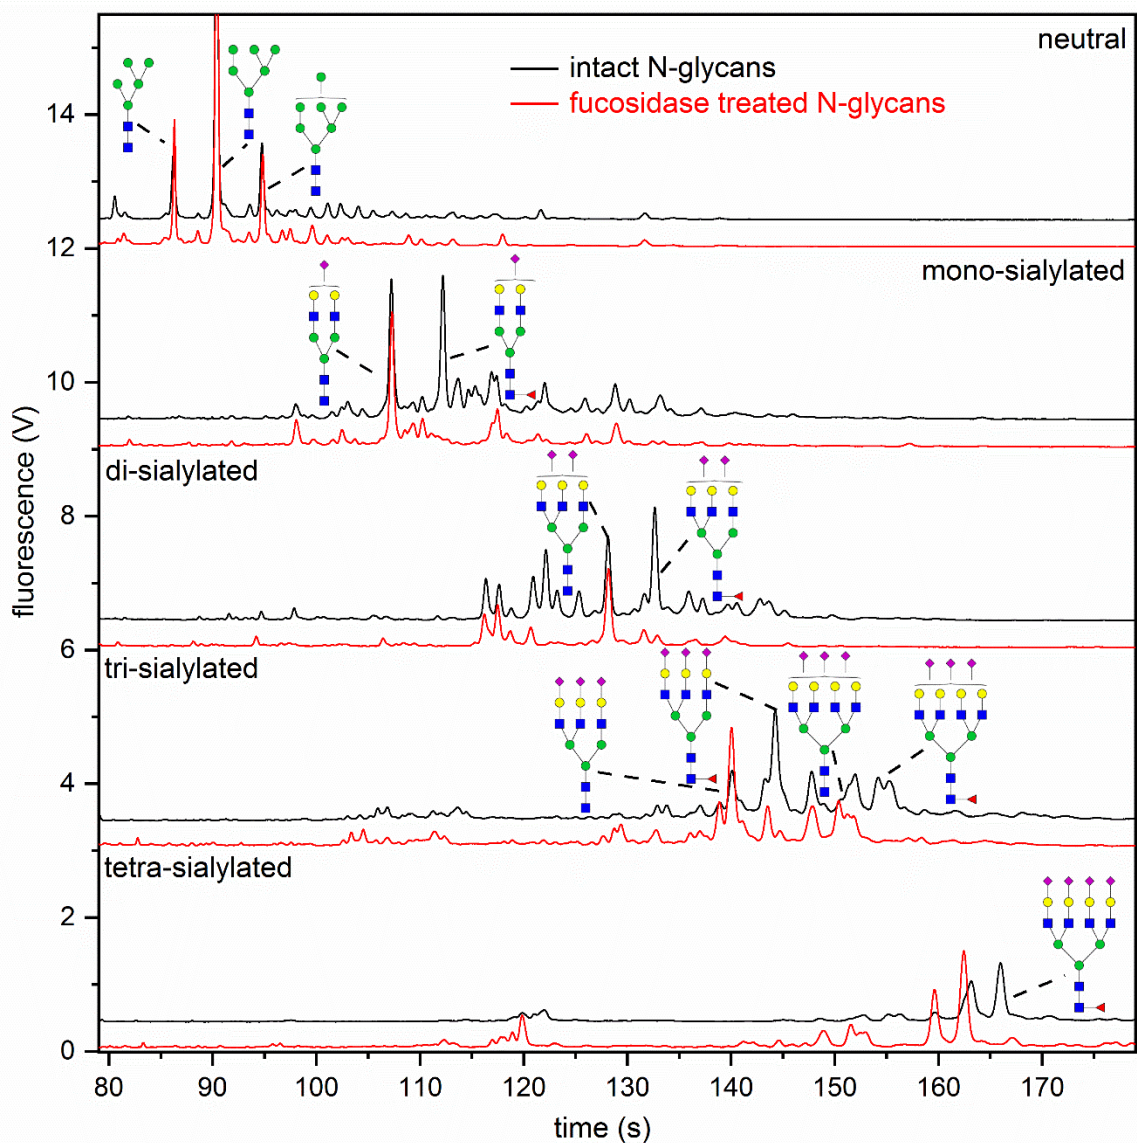 neutral
intact N-glycans
fucosidase treated N-glycans
14
12
mono-sialylated
10
fluorescence (V)
di-sialylated
8
6
tri-sialylated
4
tetra-sialylated
2
0
80 90 100 110 120 130 140 150 160 170
time (s)